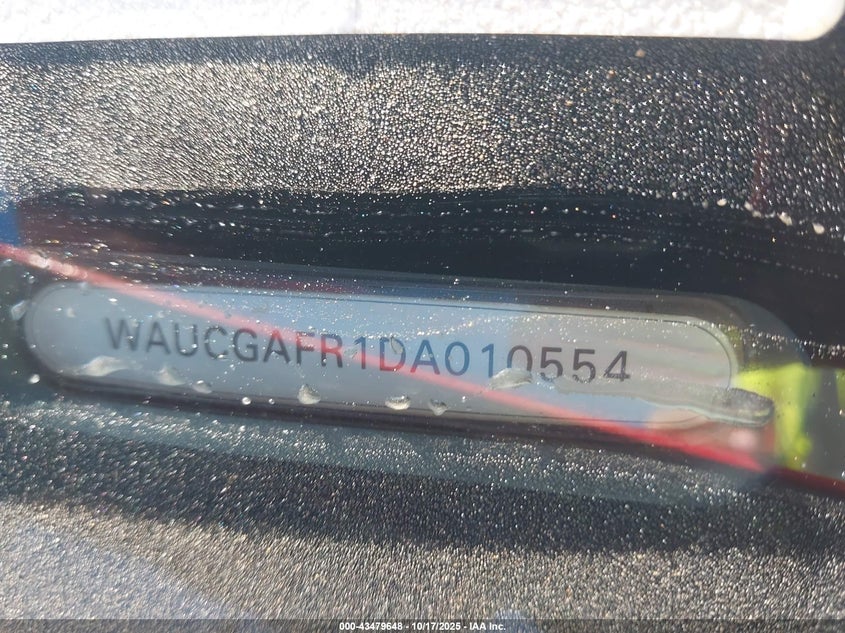 WAUCGAFR1DA010554
000-43479648 - 10/17/2025 - IAA Inc.